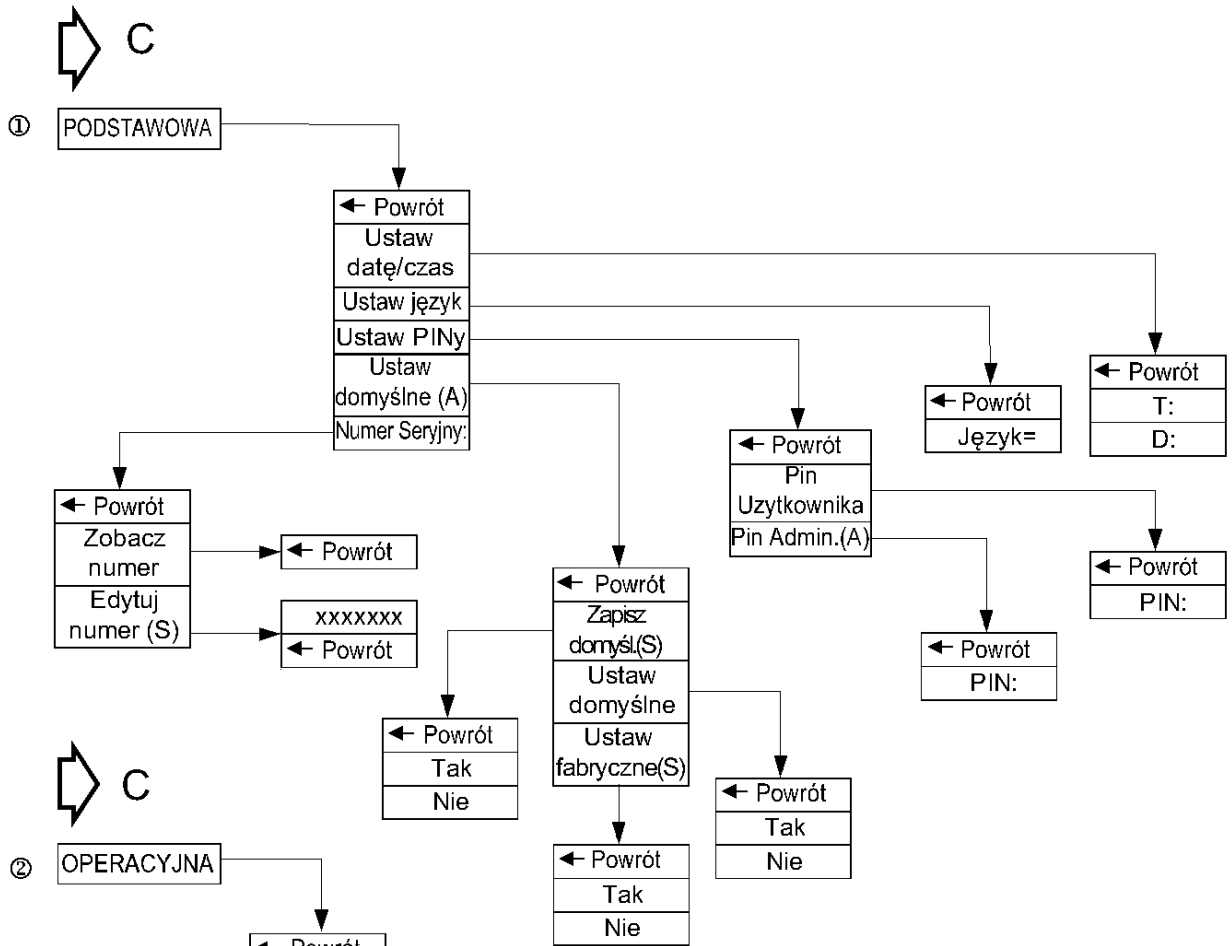 C
① PODSTAWOWA
← Powrót
Ustaw
datę/czas
Ustaw język
Ustaw PINy
Ustaw
domyślne (A)
Numer Seryjny:
← Powrót
T:
D:
← Powrót
Język=
← Powrót
Pin
Uzytkownika
Pin Admin.(A)
← Powrót
PIN:
← Powrót
PIN:
← Powrót
Zobacz
numer
Edytuj
numer (S)
← Powrót
xxxxxxx
← Powrót
← Powrót
Zapisz
domyśl.(S)
Ustaw
domyślne
Ustaw
fabryczne(S)
← Powrót
Tak
Nie
← Powrót
Tak
Nie
← Powrót
Tak
Nie
C
② OPERACYJNA
← Powrót